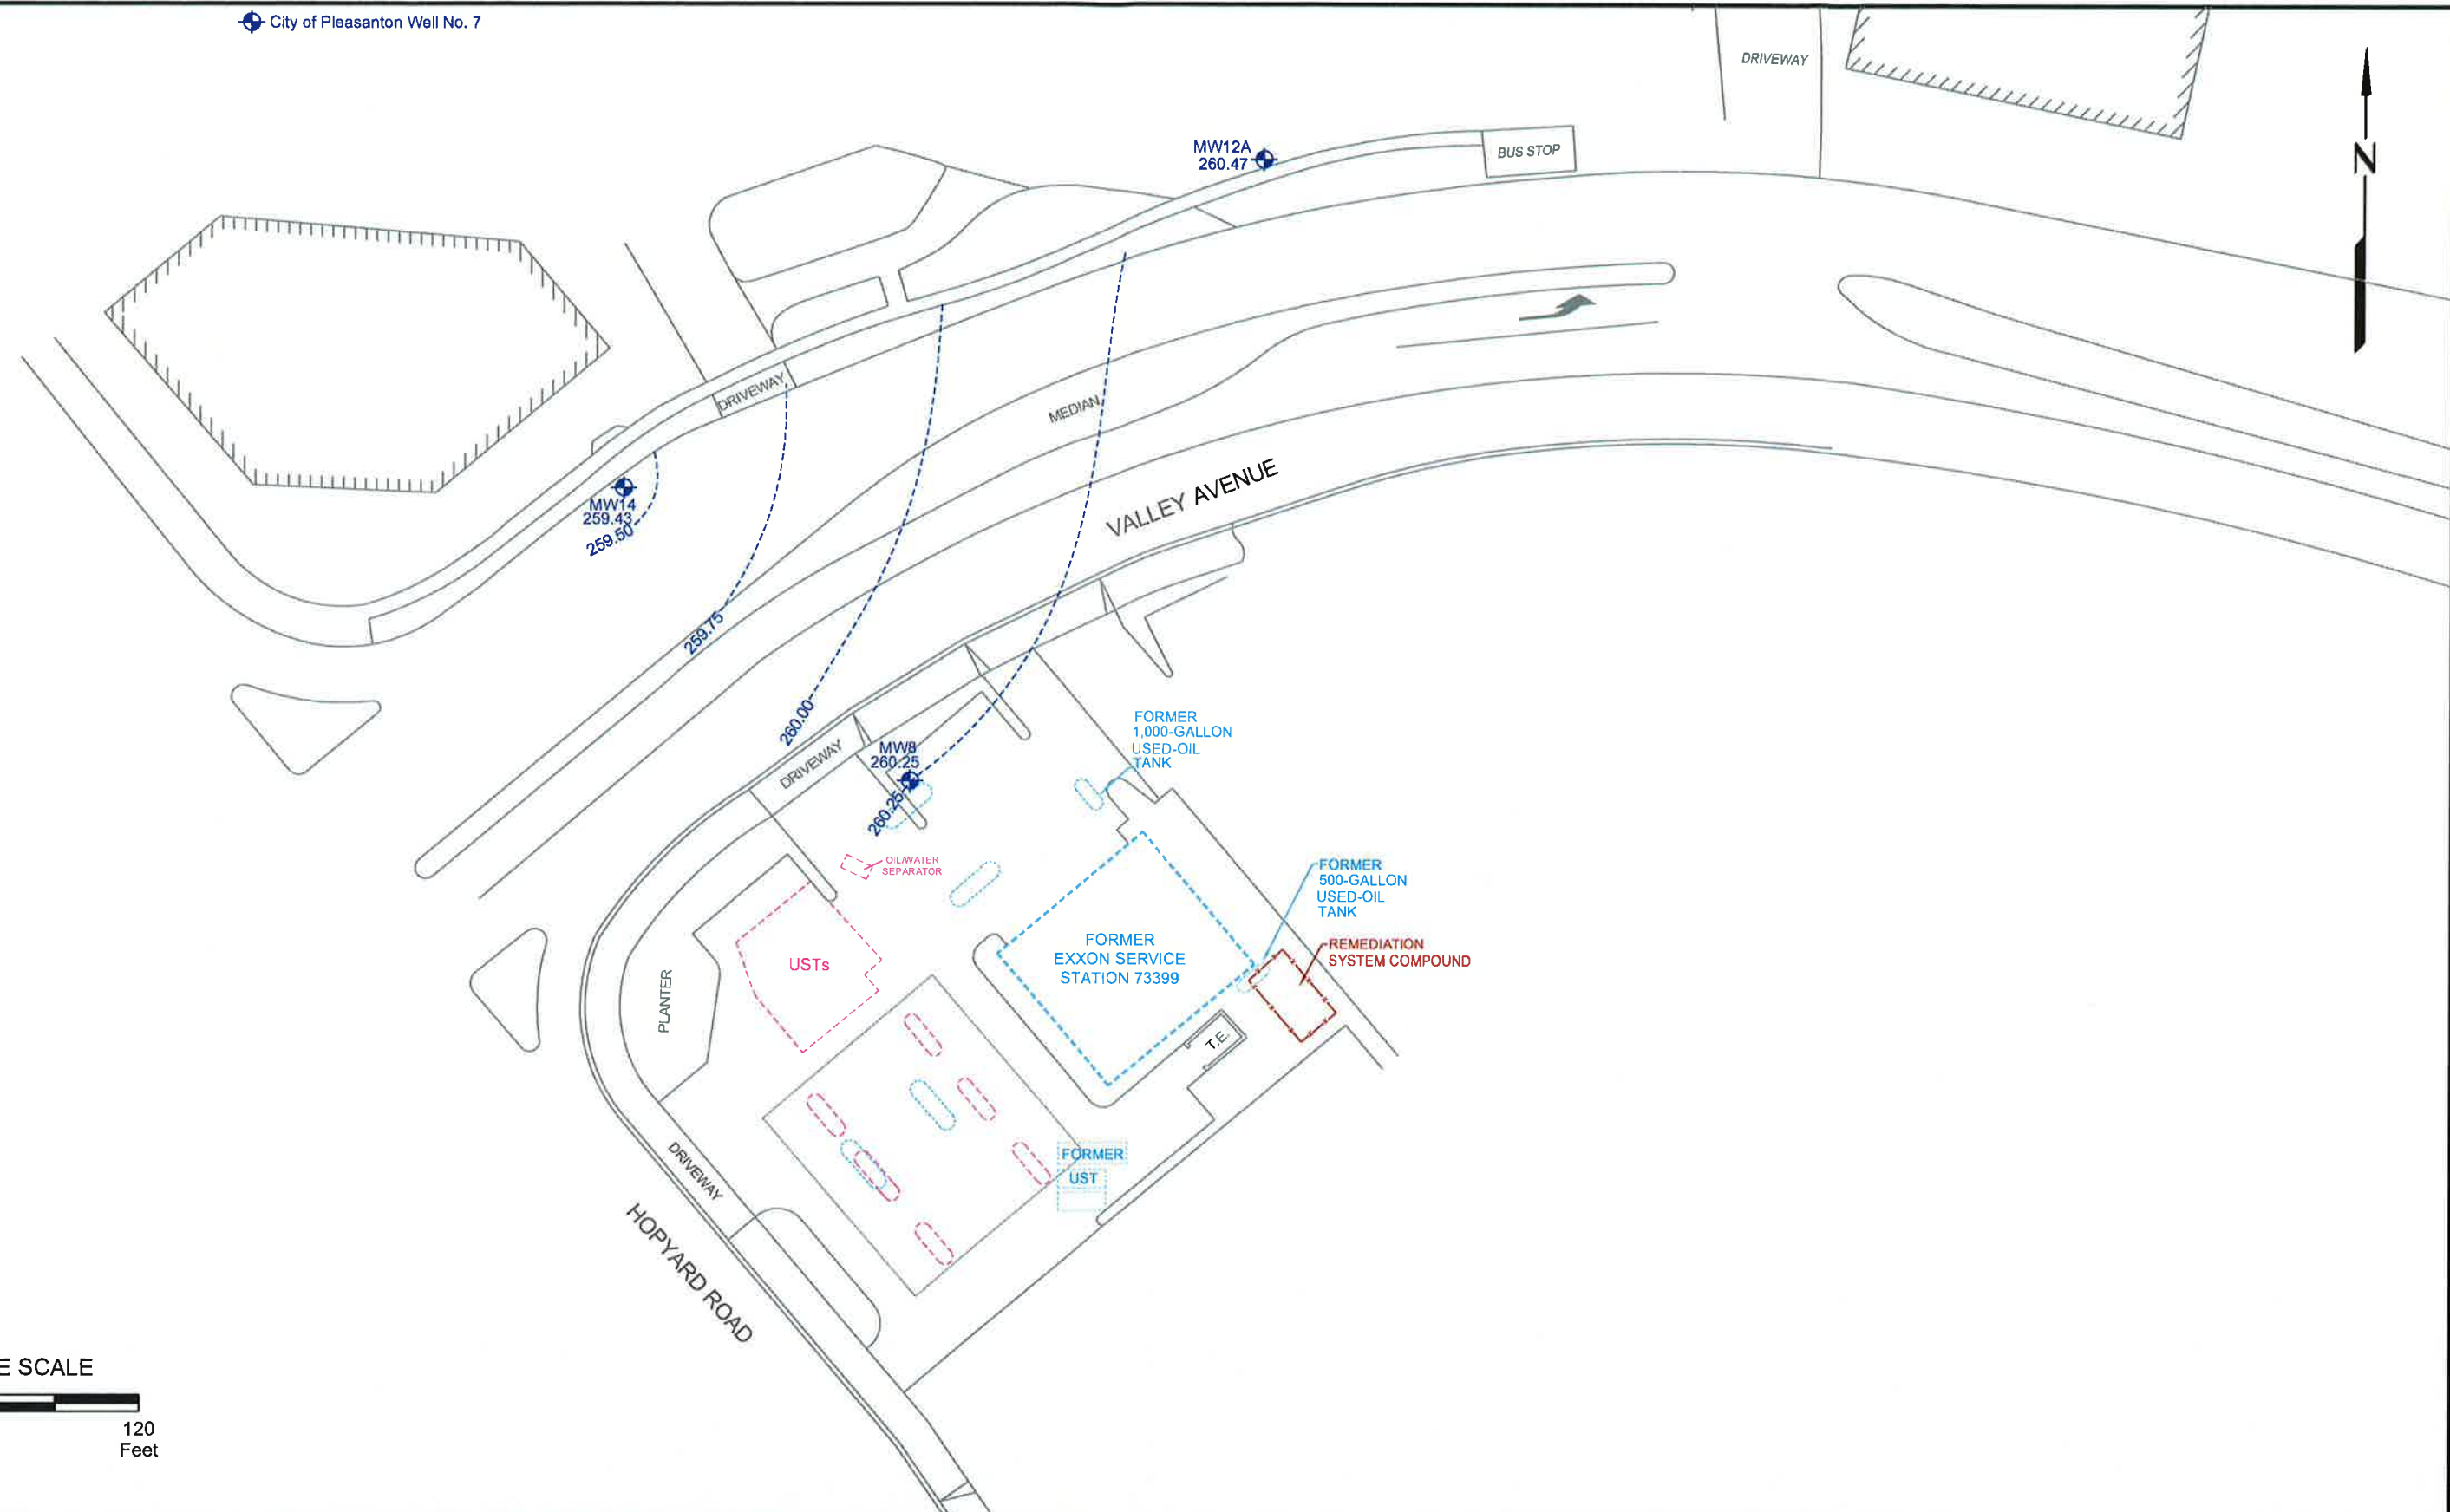 City of Pleasanton Well No. 7
DRIVEWAY
N
MW12A
260.47
BUS STOP
DRIVEWAY
MEDIAN
VALLEY AVENUE
MW14
259.43
259.50
259.75
260.00
DRIVEWAY
MW8
260.25
260.25
FORMER
1,000-GALLON
USED-OIL
TANK
OIL/WATER
SEPARATOR
FORMER
500-GALLON
USED-OIL
TANK
REMEDIATION
SYSTEM COMPOUND
FORMER
EXXON SERVICE
STATION 73399
USTs
PLANTER
T.E.
FORMER
UST
DRIVEWAY
HOPYARD ROAD
E SCALE
120
Feet